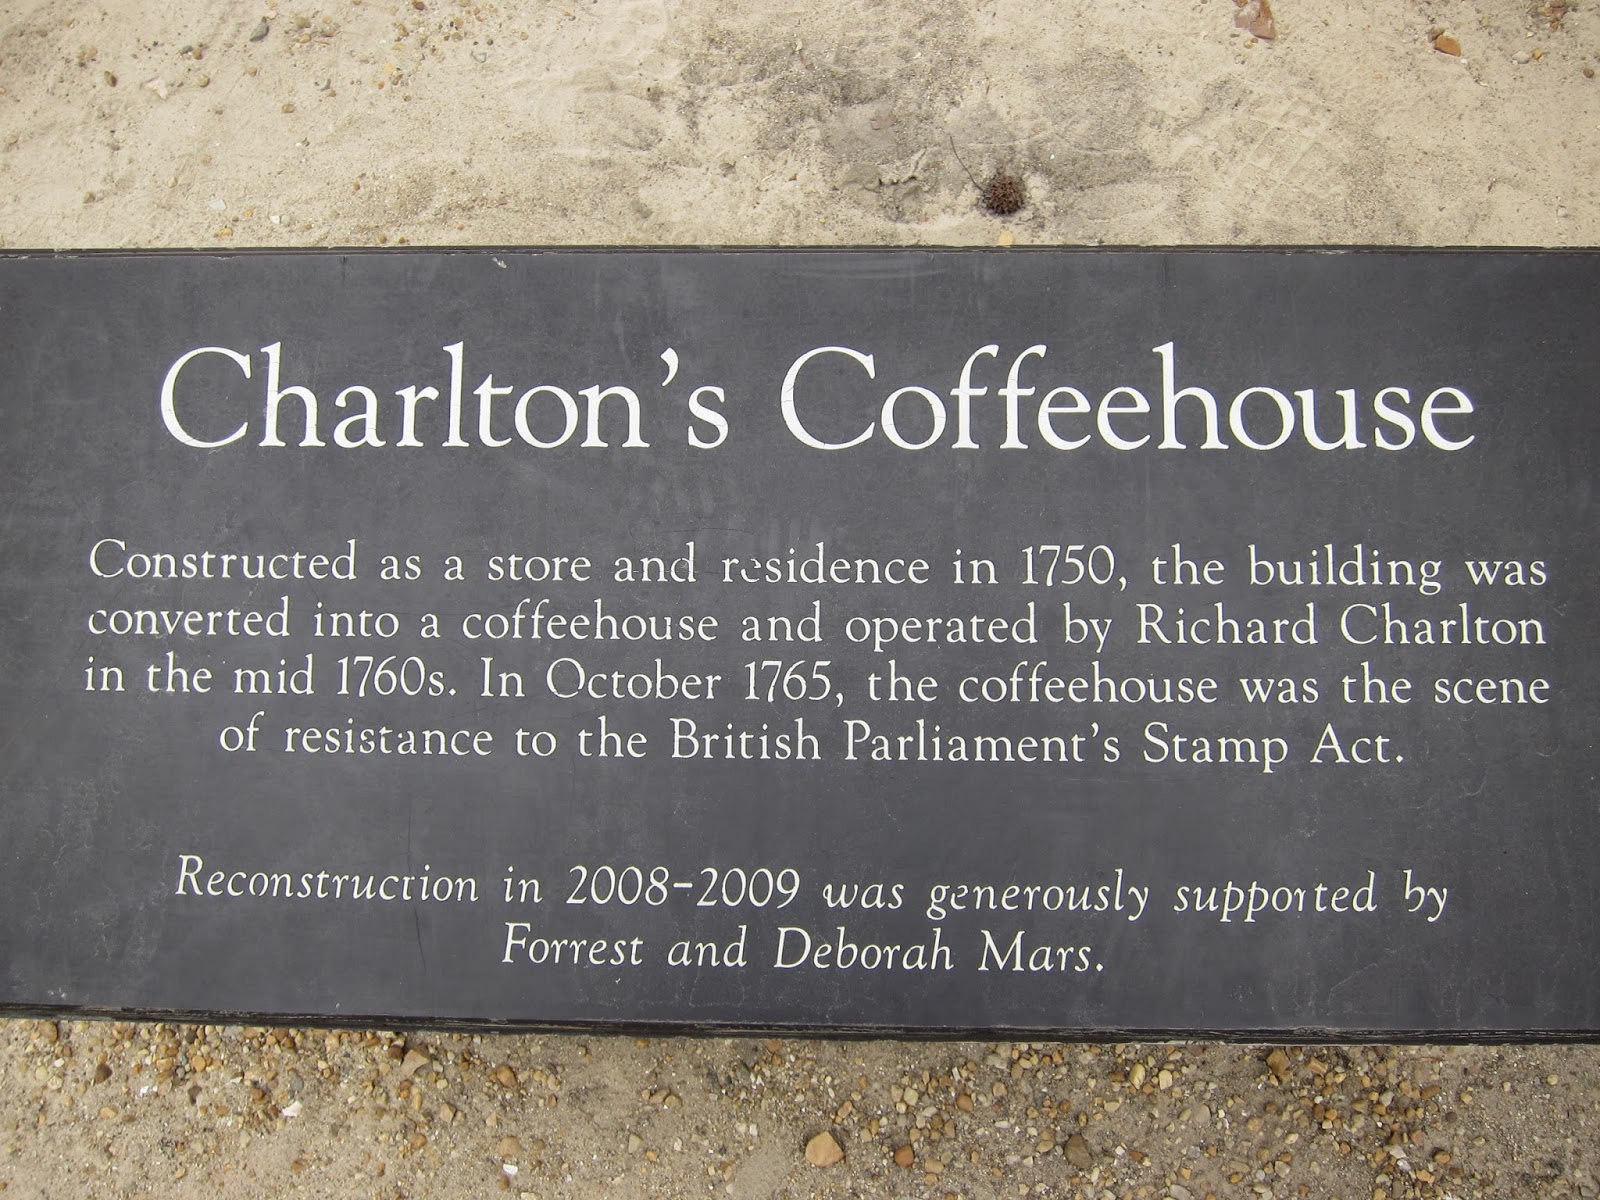 Charlton's Coffeehouse
Constructed as a store and residence in 1750, the building was
converted into a coffeehouse and operated by Richard Charlton
in the mid 1760s. In October 1765, the coffeehouse was the scene
of resistance to the British Parliament's Stamp Act.
Reconstruction in 2008-2009 was generously supported by
Forrest and Deborah Mars.